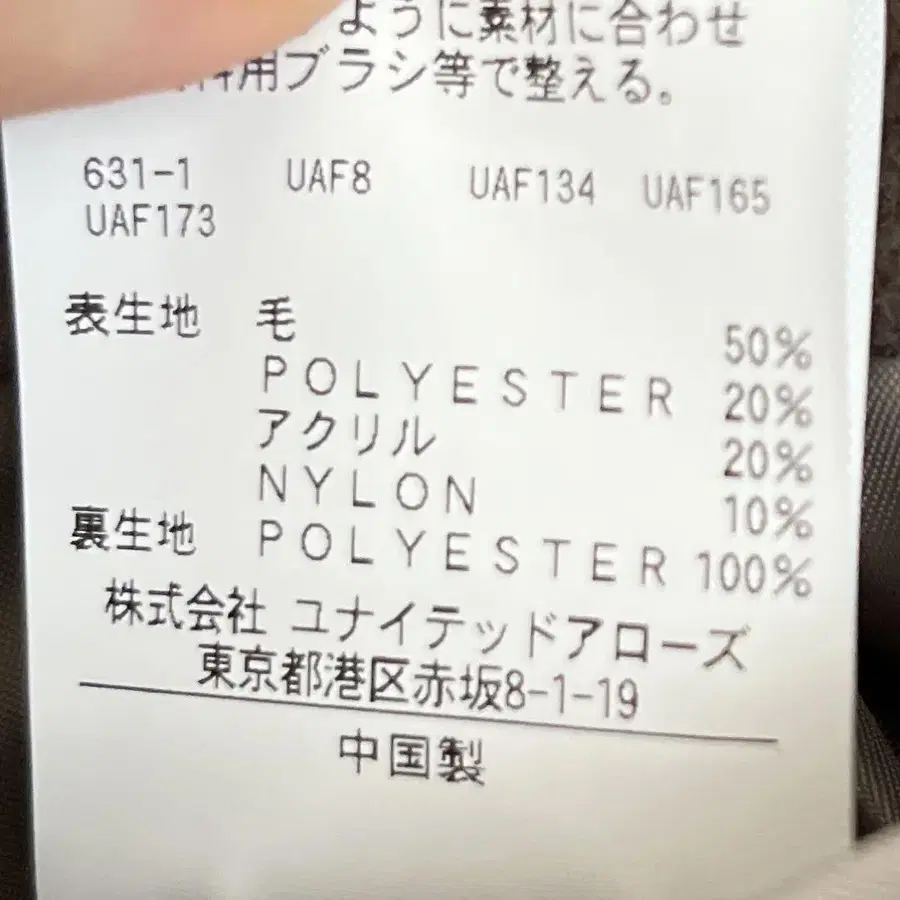 ように素材に合わせ
用ブラシ等で整える。
631-1 UAF8 UAF134 UAF165
UAF173
表生地 毛 50%
POLYESTER 20%
アクリル 20%
NYLON 10%
裏生地 POLYESTER 100%
株式会社 ユナイテッドアローズ
東京都港区赤坂8-1-19
中国製